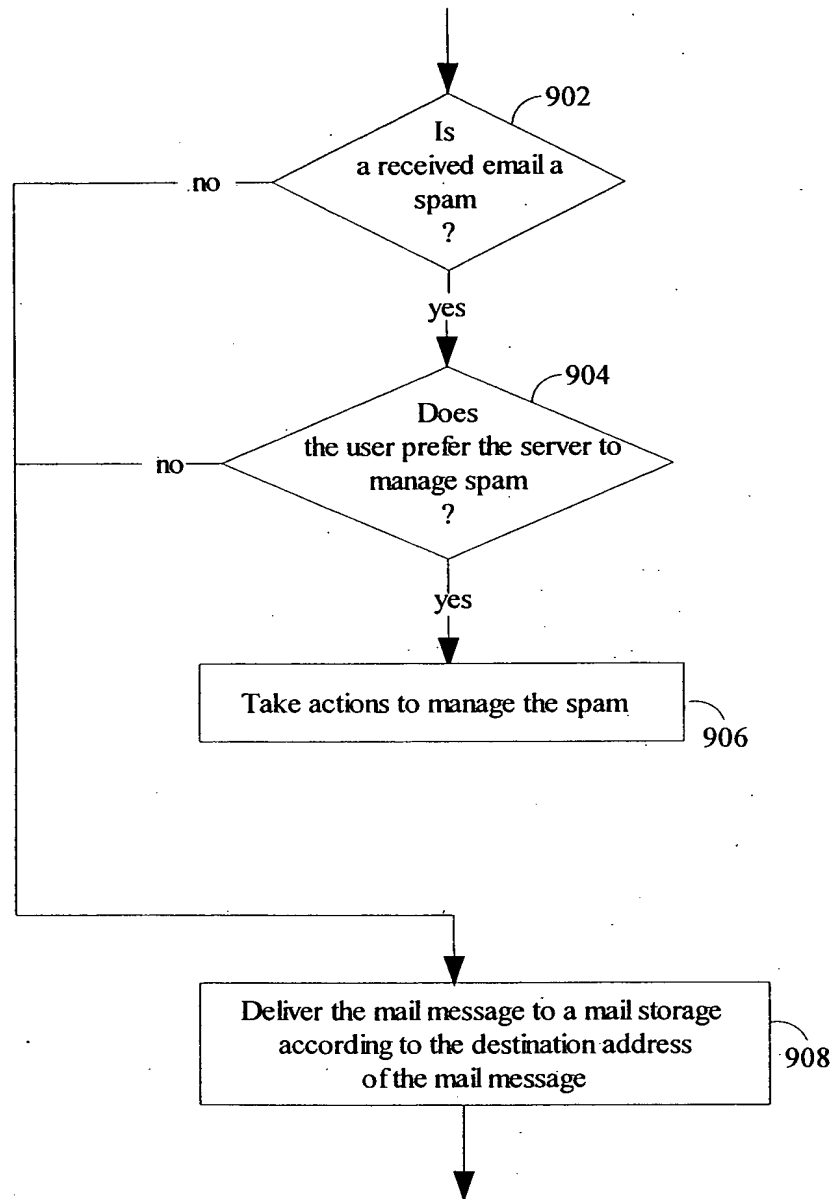 902
Is
a received email a
spam
?
no
yes
904
Does
the user prefer the server to
manage spam
?
no
yes
Take actions to manage the spam
906
Deliver the mail message to a mail storage
according to the destination address
of the mail message
908